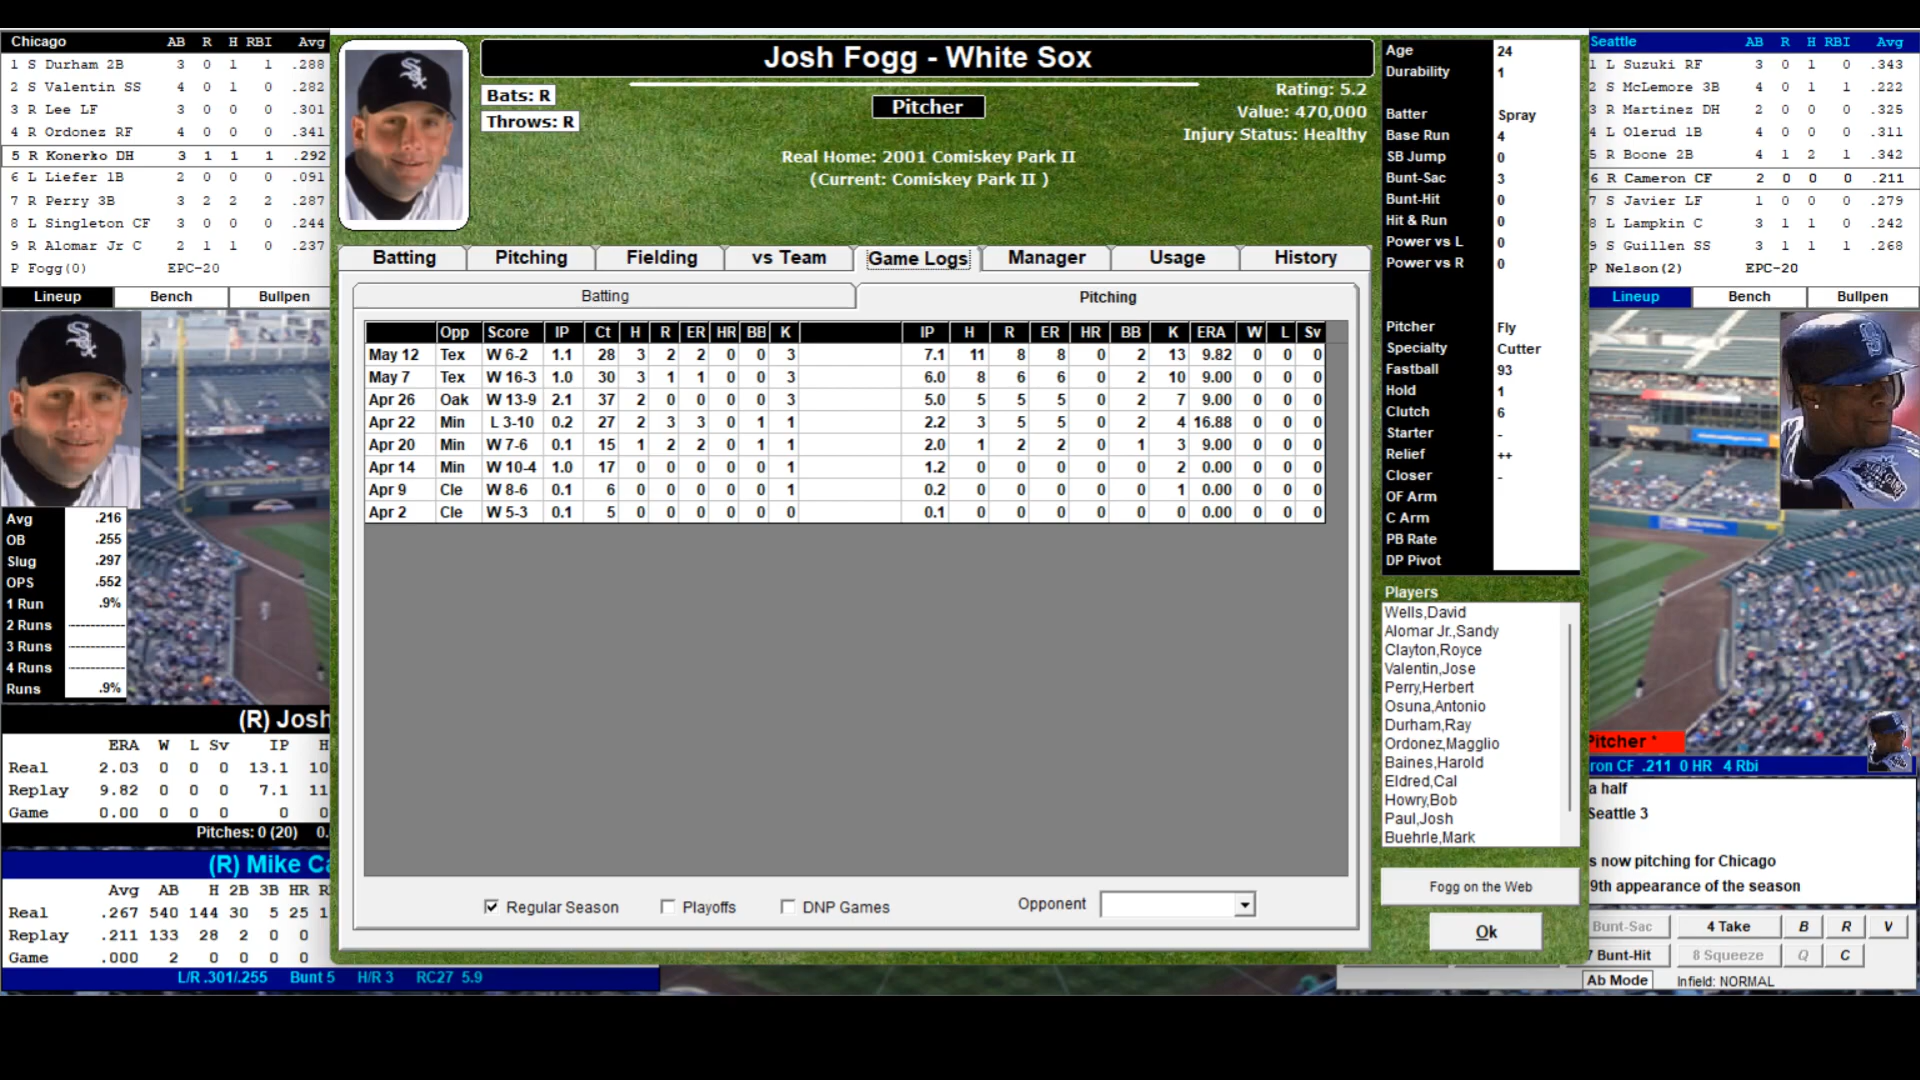 Chicago AB R H RBI Avg
1 S Durham 2B 3 0 1 1 .288
2 S Valentin SS 4 0 1 0 .282
3 R Lee LF 3 0 0 0 .301
4 R Ordonez RF 4 0 0 0 .341
5 R Konerko DH 3 1 1 1 .292
6 L Liefer 1B 2 0 0 0 .091
7 R Perry 3B 3 2 2 2 .287
8 L Singleton CF 3 0 0 0 .244
9 R Alomar Jr C 2 1 1 0 .237
P Fogg(0) EPC-20
Lineup Bench Bullpen
Avg .216
OB .255
Slug .297
OPS .552
1 Run .9%
2 Runs -----------
3 Runs -----------
4 Runs -----------
Runs .9%
(R) Josh
ERA W L Sv IP H
Real 2.03 0 0 0 13.1 10
Replay 9.82 0 0 0 7.1 11
Game 0.00 0 0 0 0 0
Pitches: 0 (20) 0.
(R) Mike Ca
Avg AB H 2B 3B HR R
Real .267 540 144 30 5 25 1
Replay .211 133 28 2 0 0
Game .000 2 0 0 0 0
L/R .301/.255 Bunt 5 H/R 3 RC27 5.9
Josh Fogg - White Sox
Bats: R
Throws: R
Pitcher
Rating: 5.2
Value: 470,000
Injury Status: Healthy
Real Home: 2001 Comiskey Park II
(Current: Comiskey Park II )
Batting Pitching Fielding vs Team Game Logs Manager Usage History
Batting Pitching
Opp Score IP Ct H R ER HR BB K IP H R ER HR BB K ERA W L Sv
May 12 Tex W 6-2 1.1 28 3 2 2 0 0 3 7.1 11 8 8 0 2 13 9.82 0 0 0
May 7 Tex W 16-3 1.0 30 3 1 1 0 0 3 6.0 8 6 6 0 2 10 9.00 0 0 0
Apr 26 Oak W 13-9 2.1 37 2 0 0 0 0 3 5.0 5 5 5 0 2 7 9.00 0 0 0
Apr 22 Min L 3-10 0.2 27 2 3 3 0 1 1 2.2 3 5 5 0 2 4 16.88 0 0 0
Apr 20 Min W 7-6 0.1 15 1 2 2 0 1 1 2.0 1 2 2 0 1 3 9.00 0 0 0
Apr 14 Min W 10-4 1.0 17 0 0 0 0 0 1 1.2 0 0 0 0 0 2 0.00 0 0 0
Apr 9 Cle W 8-6 0.1 6 0 0 0 0 0 1 0.2 0 0 0 0 0 1 0.00 0 0 0
Apr 2 Cle W 5-3 0.1 5 0 0 0 0 0 0 0.1 0 0 0 0 0 0 0.00 0 0 0
Regular Season Playoffs DNP Games Opponent
Age 24
Durability 1
Batter Spray
Base Run 4
SB Jump 0
Bunt-Sac 3
Bunt-Hit 0
Hit & Run 0
Power vs L 0
Power vs R 0
Pitcher Fly
Specialty Cutter
Fastball 93
Hold 1
Clutch 6
Starter -
Relief ++
Closer -
OF Arm
C Arm
PB Rate
DP Pivot
Players
Wells,David
Alomar Jr.,Sandy
Clayton,Royce
Valentin,Jose
Perry,Herbert
Osuna,Antonio
Durham,Ray
Ordonez,Magglio
Baines,Harold
Eldred,Cal
Howry,Bob
Paul,Josh
Buehrle,Mark
Fogg on the Web
Ok
Seattle AB R H RBI Avg
1 L Suzuki RF 3 0 1 0 .343
2 S McLemore 3B 4 0 1 1 .222
3 R Martinez DH 2 0 0 0 .325
4 L Olerud 1B 4 0 0 0 .311
5 R Boone 2B 4 1 2 1 .342
6 R Cameron CF 2 0 0 0 .211
7 S Javier LF 1 0 0 0 .279
8 L Lampkin C 3 1 1 0 .242
9 S Guillen SS 3 1 1 1 .268
P Nelson(2) EPC-20
Lineup Bench Bullpen
Pitcher *
ron CF .211 0 HR 4 Rbi
a half
Seattle 3
s now pitching for Chicago
9th appearance of the season
Bunt-Sac 4 Take B R V
7 Bunt-Hit 8 Squeeze Q C
Ab Mode Infield: NORMAL